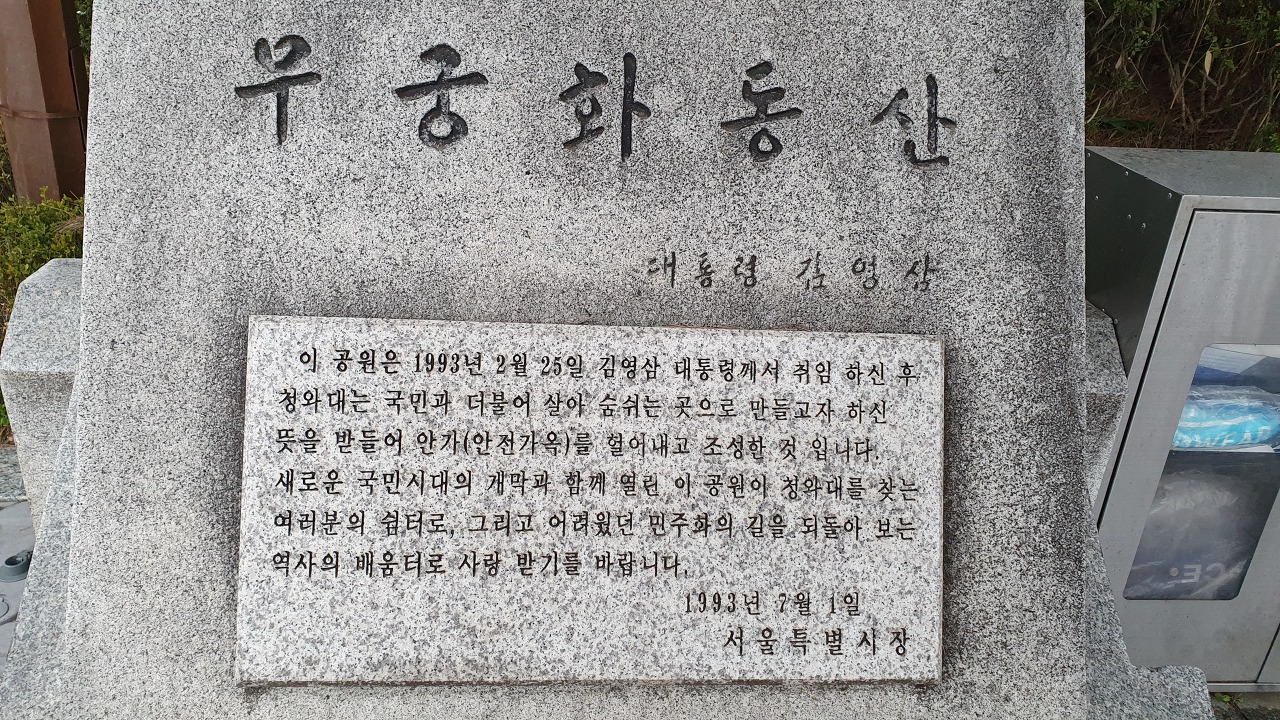 무궁화동산
대통령 김영삼
이 공원은 1993년 2월 25일 김영삼 대통령께서 취임 하신 후
청와대는 국민과 더불어 살아 숨쉬는 곳으로 만들고자 하신
뜻을 받들어 안가(안전가옥)를 헐어내고 조성한 것 입니다.
새로운 국민시대의 개막과 함께 열린 이 공원이 청와대를 찾는
여러분의 쉼터로, 그리고 어려웠던 민주화의 길을 되돌아 보는
역사의 배움터로 사랑 받기를 바랍니다.
1993년 7월 1일
서울특별시장